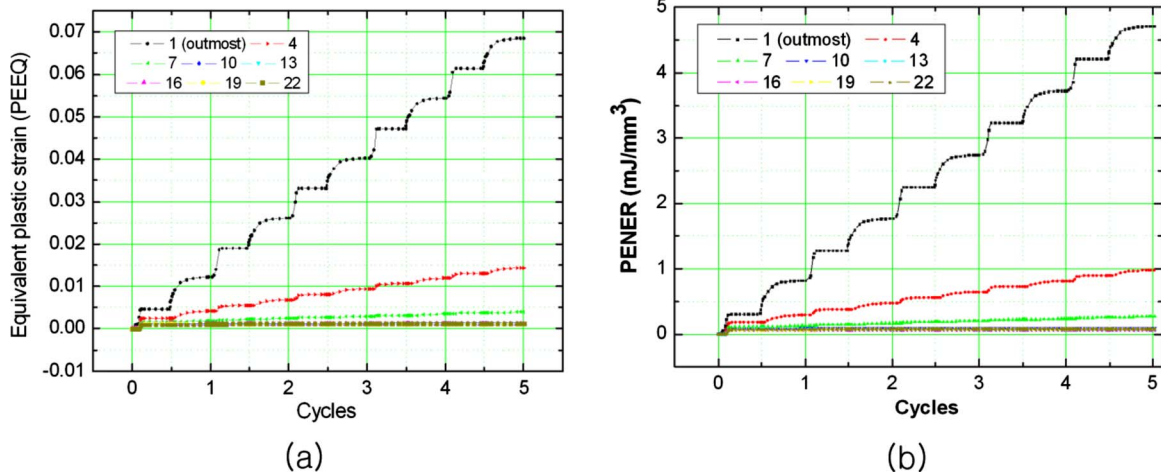 Equivalent plastic strain (PEEQ)
0.07
0.06
0.05
0.04
0.03
0.02
0.01
0.00
-0.01
1 (outmost) 4
7 10 13
16 19 22
0 1 2 3 4 5
Cycles
(a)
PENER (mJ/mm³)
5
4
3
2
1
0
1 (outmost) 4
7 10 13
16 19 22
0 1 2 3 4 5
Cycles
(b)